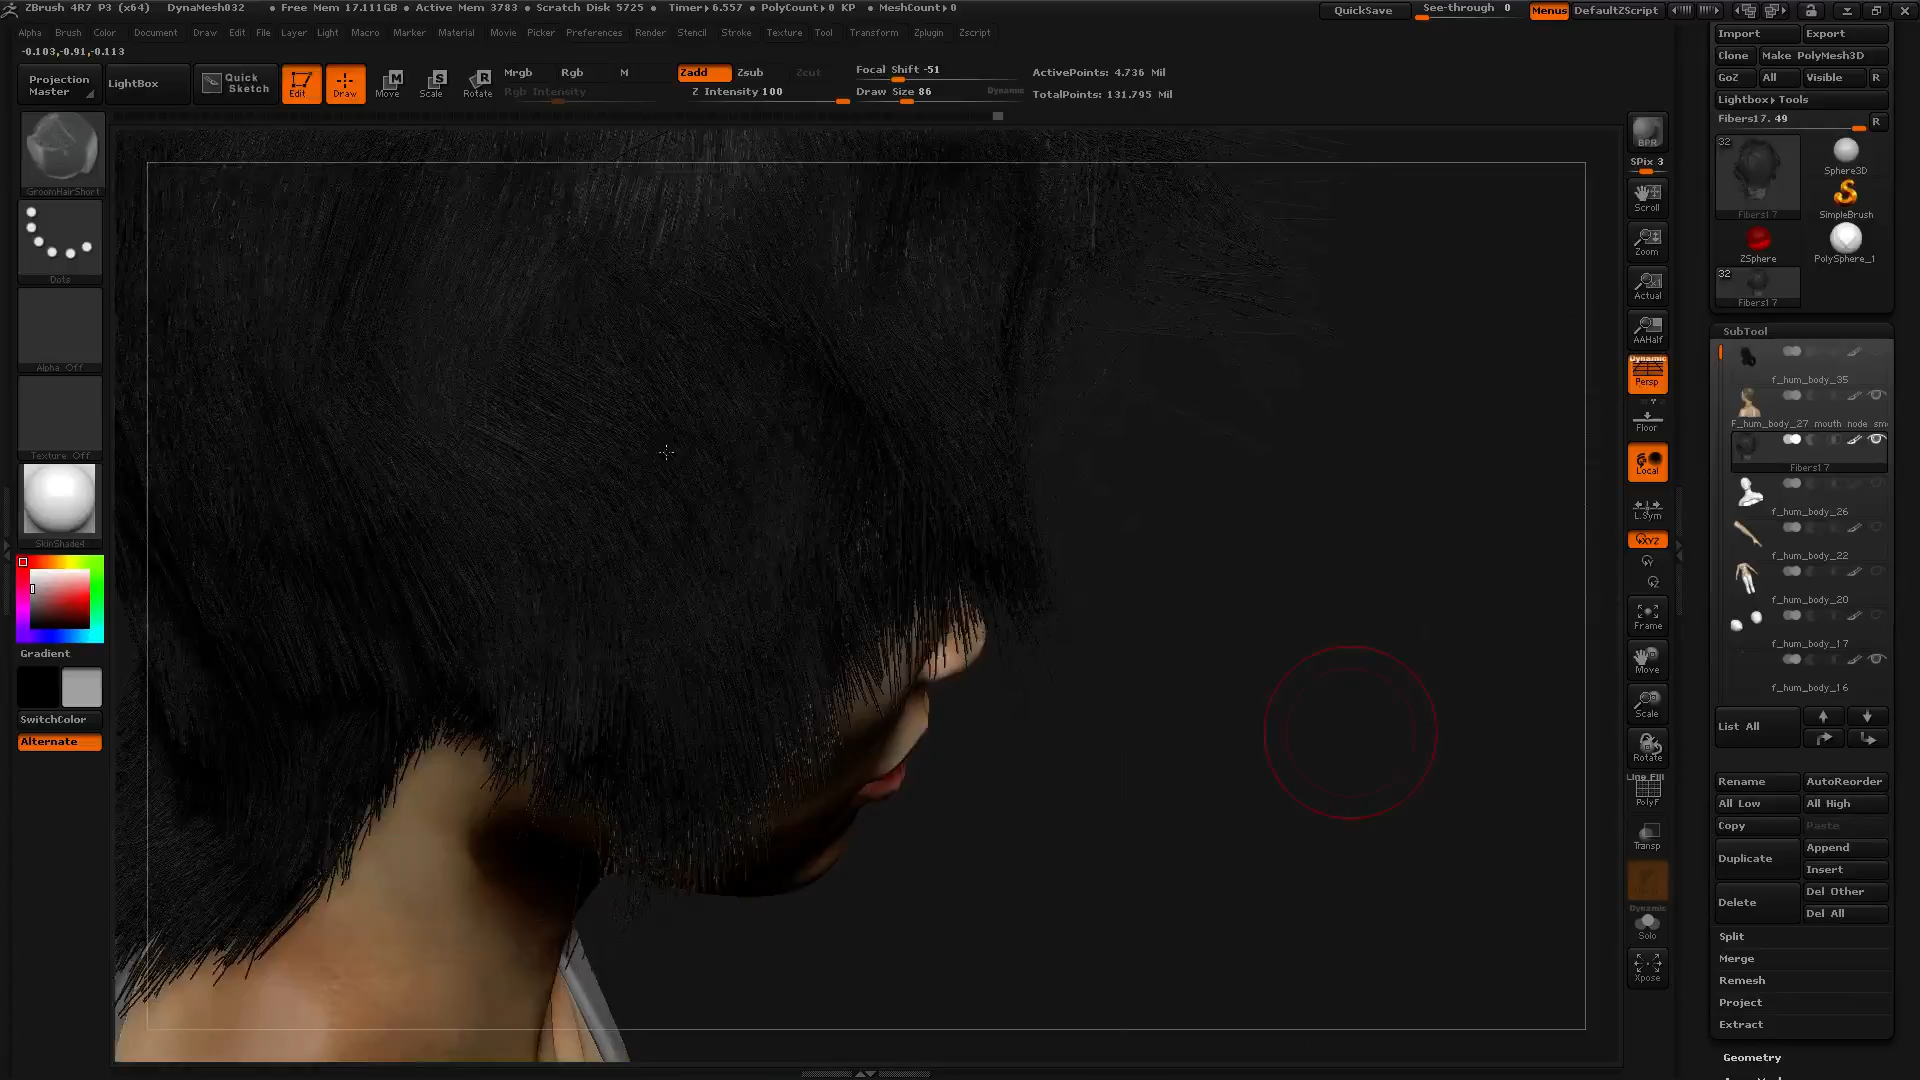 ZBrush 4R7 P3 (x64) DynaMesh032 • Free Mem 17.111GB • Active Mem 3783 • Scratch Disk 5725 • Timer▸6.557 • PolyCount▸0 KP • MeshCount▸0
QuickSave See-through 0 Menus DefaultZScript
Alpha Brush Color Document Draw Edit File Layer Light Macro Marker Material Movie Picker Preferences Render Stencil Stroke Texture Tool Transform Zplugin Zscript
-0.103,-0.91,-0.113
Projection Master
LightBox
Quick Sketch
Edit
Draw
Move
Scale
Rotate
Mrgb Rgb M
Rgb Intensity
Zadd Zsub Zcut
Z Intensity 100
Focal Shift -51
Draw Size 86 Dynamic
ActivePoints: 4.736 Mil
TotalPoints: 131.795 Mil
GroomHairShort
Dots
Alpha Off
Texture Off
SkinShade4
Gradient
SwitchColor
Alternate
BPR
SPix 3
Scroll
Zoom
Actual
AAHalf
Dynamic
Persp
Floor
Local
L.Sym
XYZ
Frame
Move
Scale
Rotate
Line Fill
PolyF
Transp
Dynamic
Solo
Xpose
Import Export
Clone Make PolyMesh3D
GoZ All Visible R
Lightbox▸Tools
Fibers17. 49 R
32
Fibers17
Sphere3D
SimpleBrush
ZSphere
PolySphere_1
32
Fibers17
SubTool
f_hum_body_35
F_hum_body_27_mouth_node_smo
Fibers17
f_hum_body_26
f_hum_body_22
f_hum_body_20
f_hum_body_17
f_hum_body_16
List All
Rename AutoReorder
All Low All High
Copy Paste
Duplicate Append
Insert
Delete Del Other
Del All
Split
Merge
Remesh
Project
Extract
Geometry